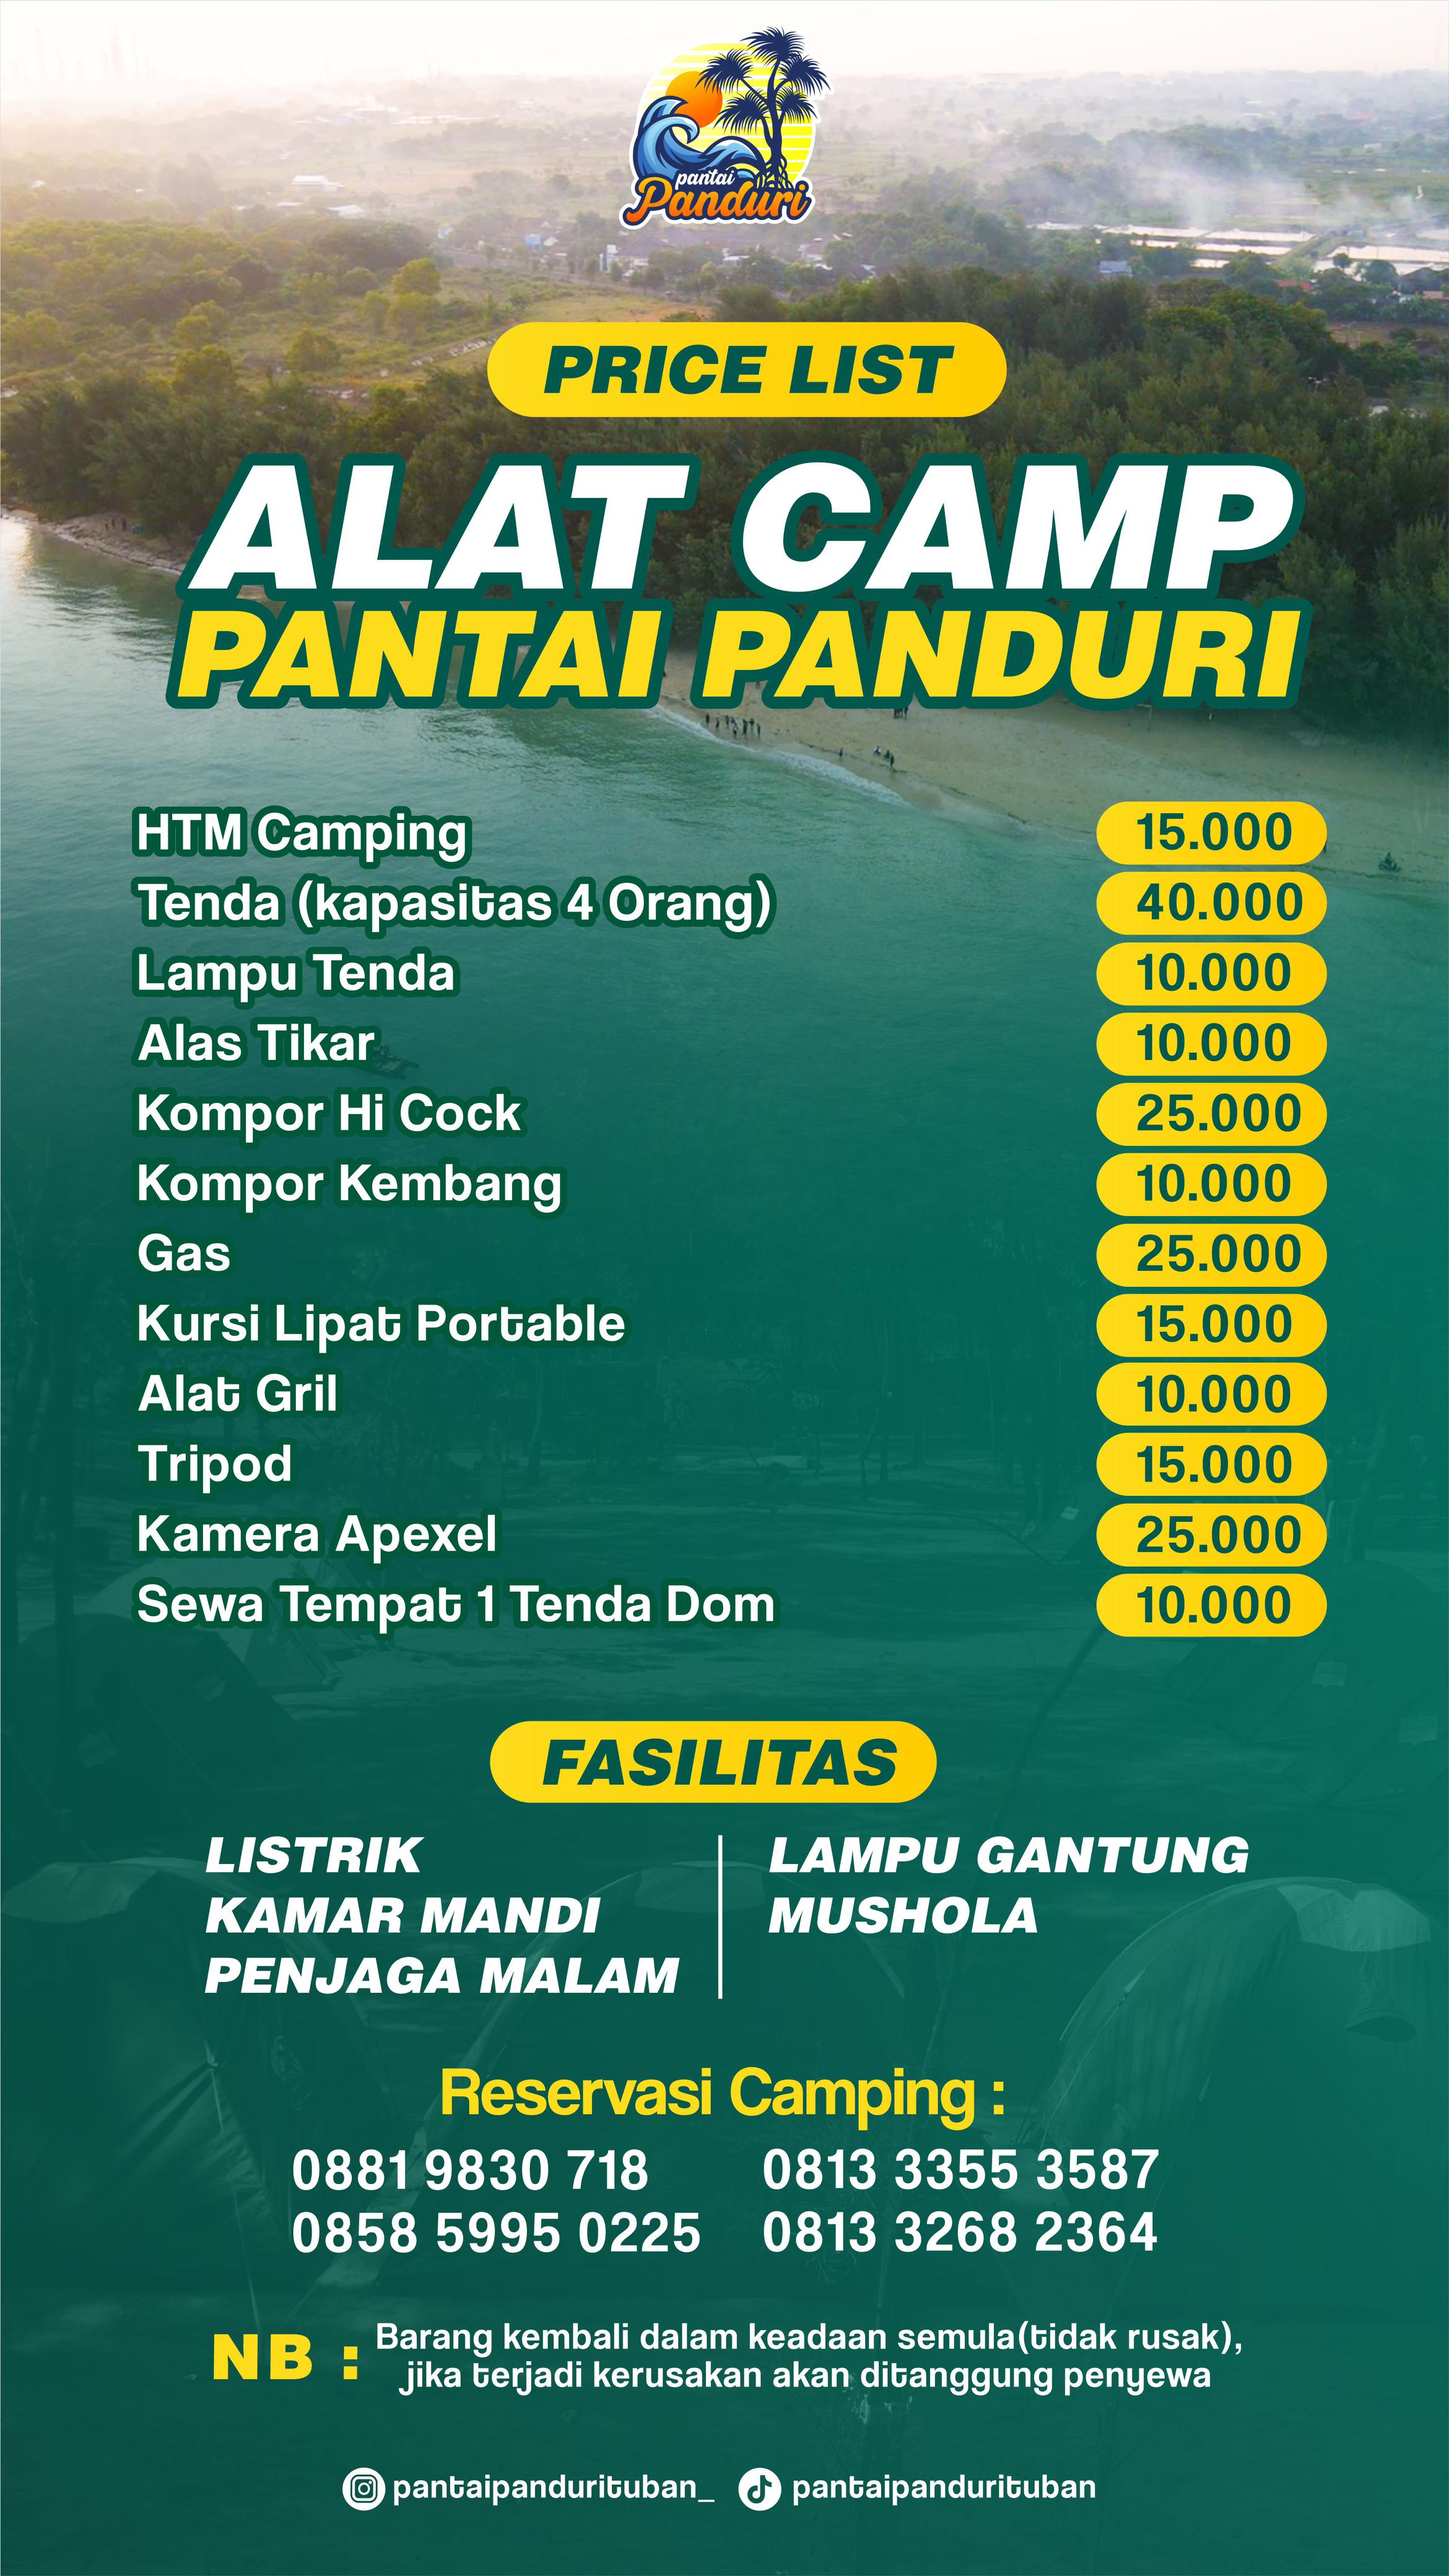 pantai
Panduri
PRICE LIST
ALAT CAMP
PANTAI PANDURI
HTM Camping 15.000
Tenda (kapasitas 4 Orang) 40.000
Lampu Tenda 10.000
Alas Tikar 10.000
Kompor Hi Cock 25.000
Kompor Kembang 10.000
Gas 25.000
Kursi Lipat Portable 15.000
Alat Gril 10.000
Tripod 15.000
Kamera Apexel 25.000
Sewa Tempat 1 Tenda Dom 10.000
FASILITAS
LISTRIK
KAMAR MANDI
PENJAGA MALAM
LAMPU GANTUNG
MUSHOLA
Reservasi Camping :
0881 9830 718 0813 3355 3587
0858 5995 0225 0813 3268 2364
NB : Barang kembali dalam keadaan semula(tidak rusak),
jika terjadi kerusakan akan ditanggung penyewa
pantaipandurituban_ pantaipandurituban